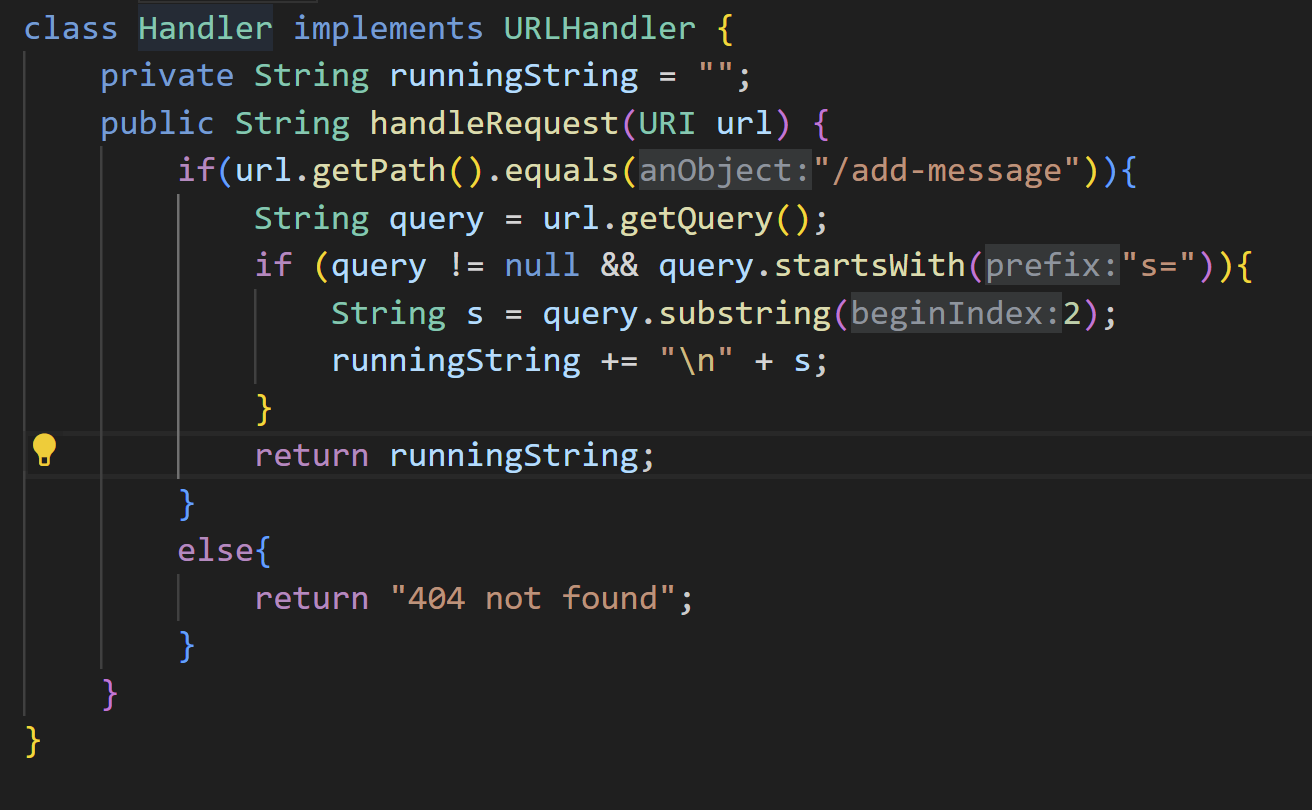 class Handler implements URLHandler {
    private String runningString = "";
    public String handleRequest(URI url) {
        if(url.getPath().equals(anObject:"/add-message")){
            String query = url.getQuery();
            if (query != null && query.startsWith(prefix:"s=")){
                String s = query.substring(beginIndex:2);
                runningString += "\n" + s;
            }
            return runningString;
        }
        else{
            return "404 not found";
        }
    }
}